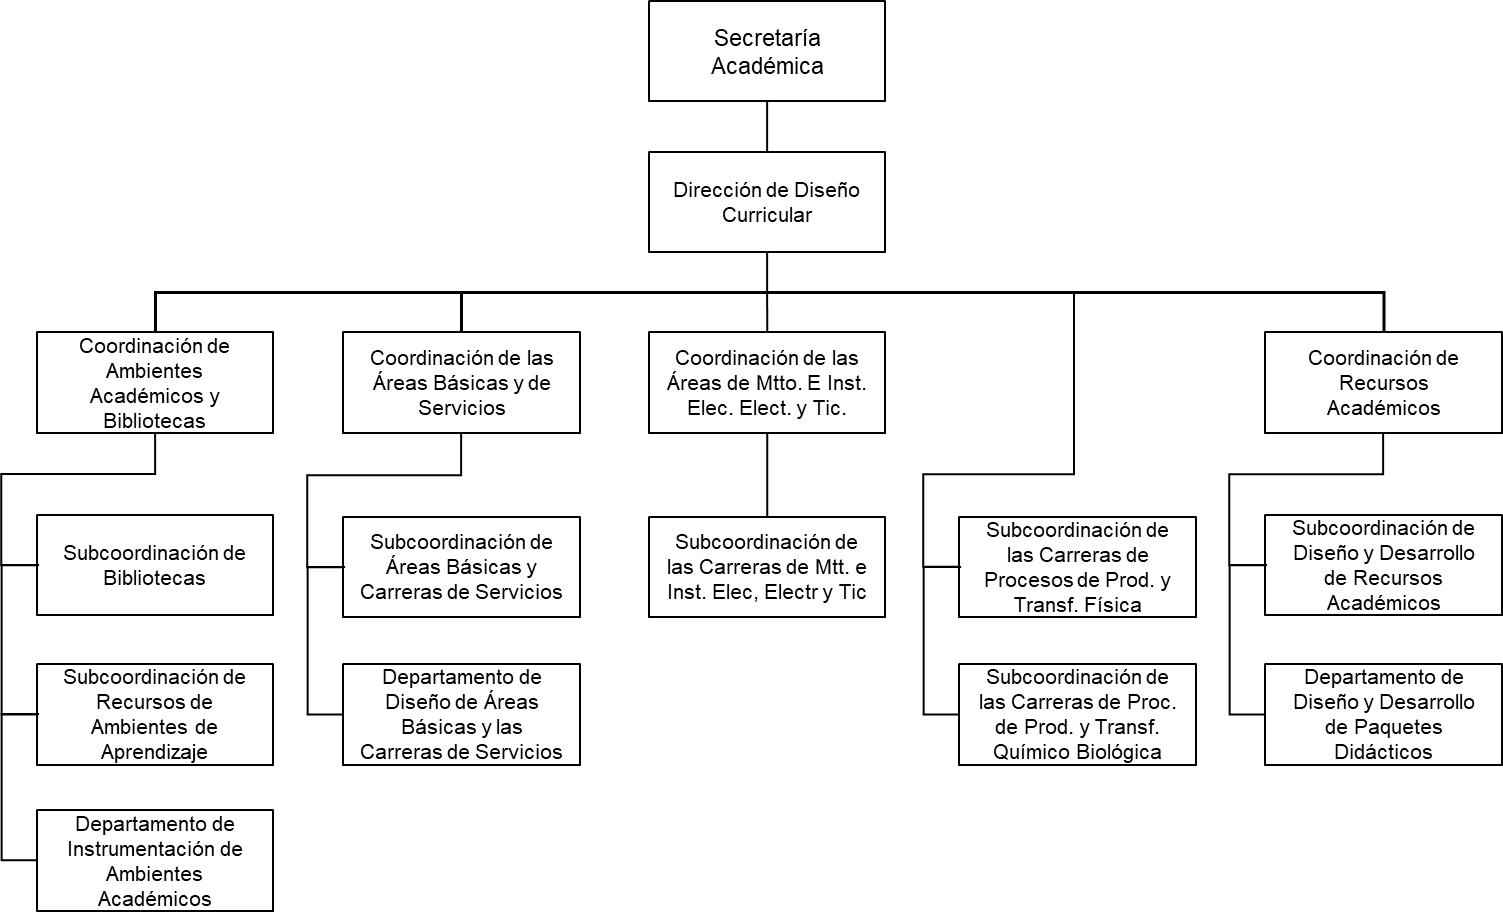 Secretaría
Académica
Dirección de Diseño
Curricular
Coordinación de
Ambientes
Académicos y
Bibliotecas
Coordinación de las
Áreas Básicas y de
Servicios
Coordinación de las
Áreas de Mtto. E Inst.
Elec. Elect. y Tic.
Coordinación de
Recursos
Académicos
Subcoordinación de
Bibliotecas
Subcoordinación de
Áreas Básicas y
Carreras de Servicios
Subcoordinación de
las Carreras de Mtt. e
Inst. Elec, Electr y Tic
Subcoordinación de
las Carreras de
Procesos de Prod. y
Transf. Física
Subcoordinación de
Diseño y Desarrollo
de Recursos
Académicos
Subcoordinación de
Recursos de
Ambientes de
Aprendizaje
Departamento de
Diseño de Áreas
Básicas y las
Carreras de Servicios
Subcoordinación de
las Carreras de Proc.
de Prod. y Transf.
Químico Biológica
Departamento de
Diseño y Desarrollo
de Paquetes
Didácticos
Departamento de
Instrumentación de
Ambientes
Académicos